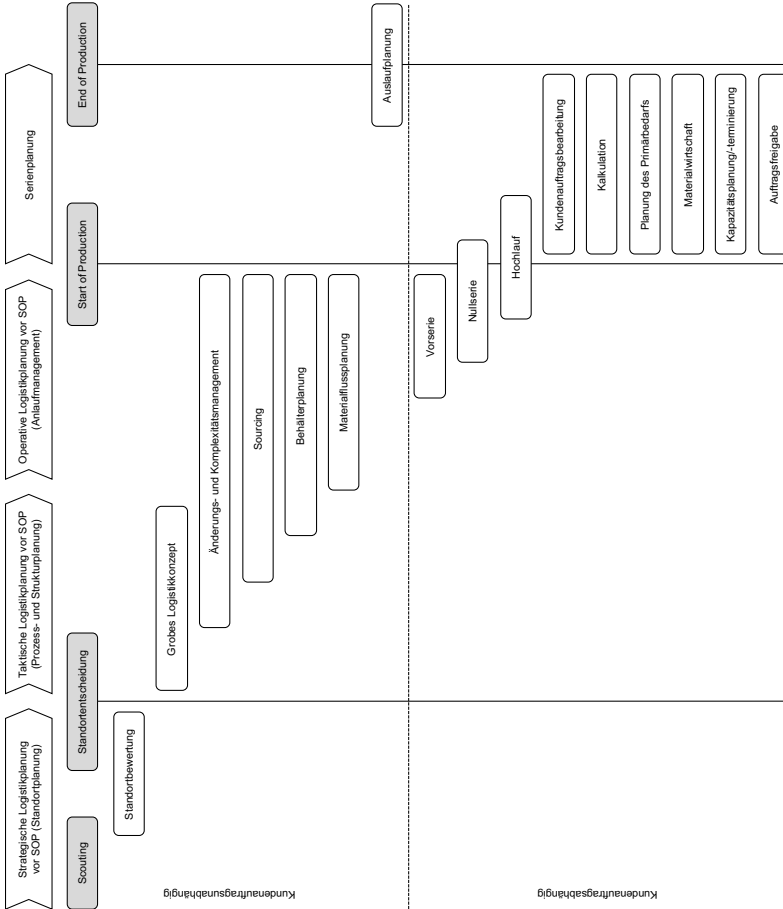 Strategische Logistikplanung
vor SOP (Standortplanung)
Taktische Logistikplanung vor SOP
(Prozess- und Strukturplanung)
Operative Logistikplanung vor SOP
(Anlaufmanagement)
Serienplanung
Scouting
Standortentscheidung
Start of Production
End of Production
Kundenauftragsunabhängig
Standortbewertung
Grobes Logistikkonzept
Änderungs- und Komplexitätsmanagement
Sourcing
Behälterplanung
Materialflussplanung
Auslaufplanung
Kundenauftragsabhängig
Vorserie
Nullserie
Hochlauf
Kundenauftragsbearbeitung
Kalkulation
Planung des Primärbedarfs
Materialwirtschaft
Kapazitätsplanung/-terminierung
Auftragsfreigabe